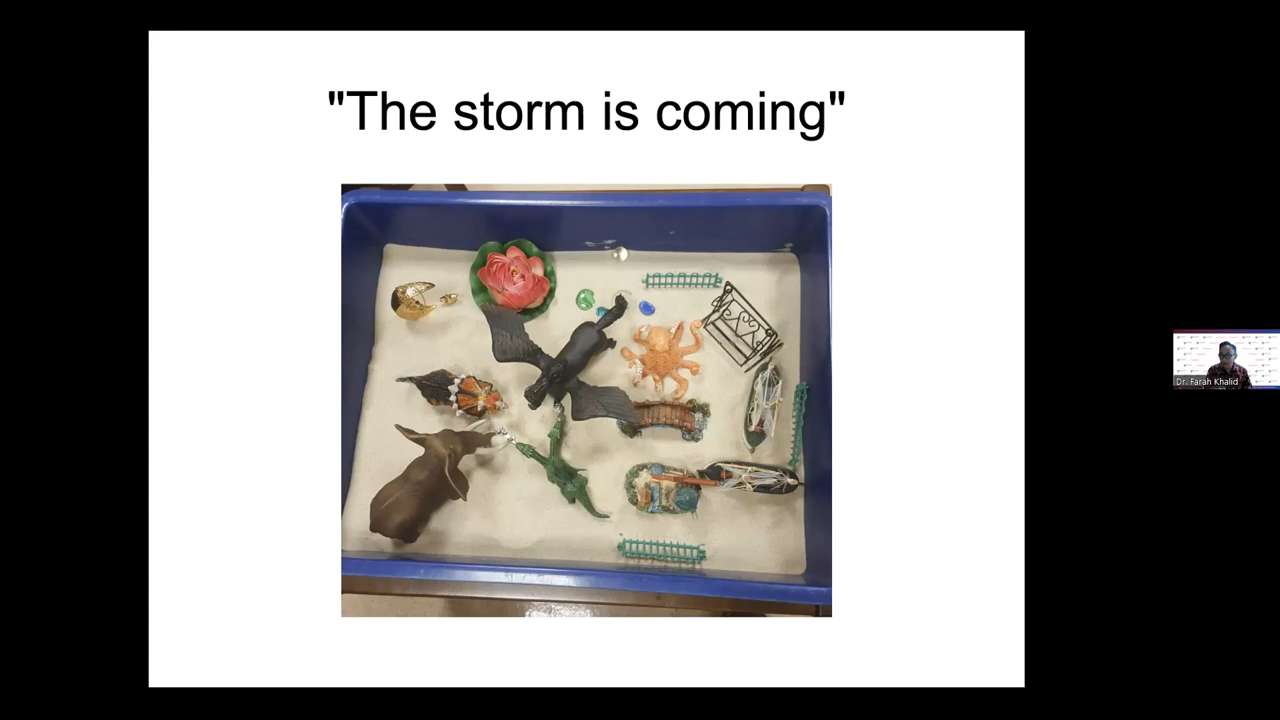 "The storm is coming"
Dr. Farah Khalid